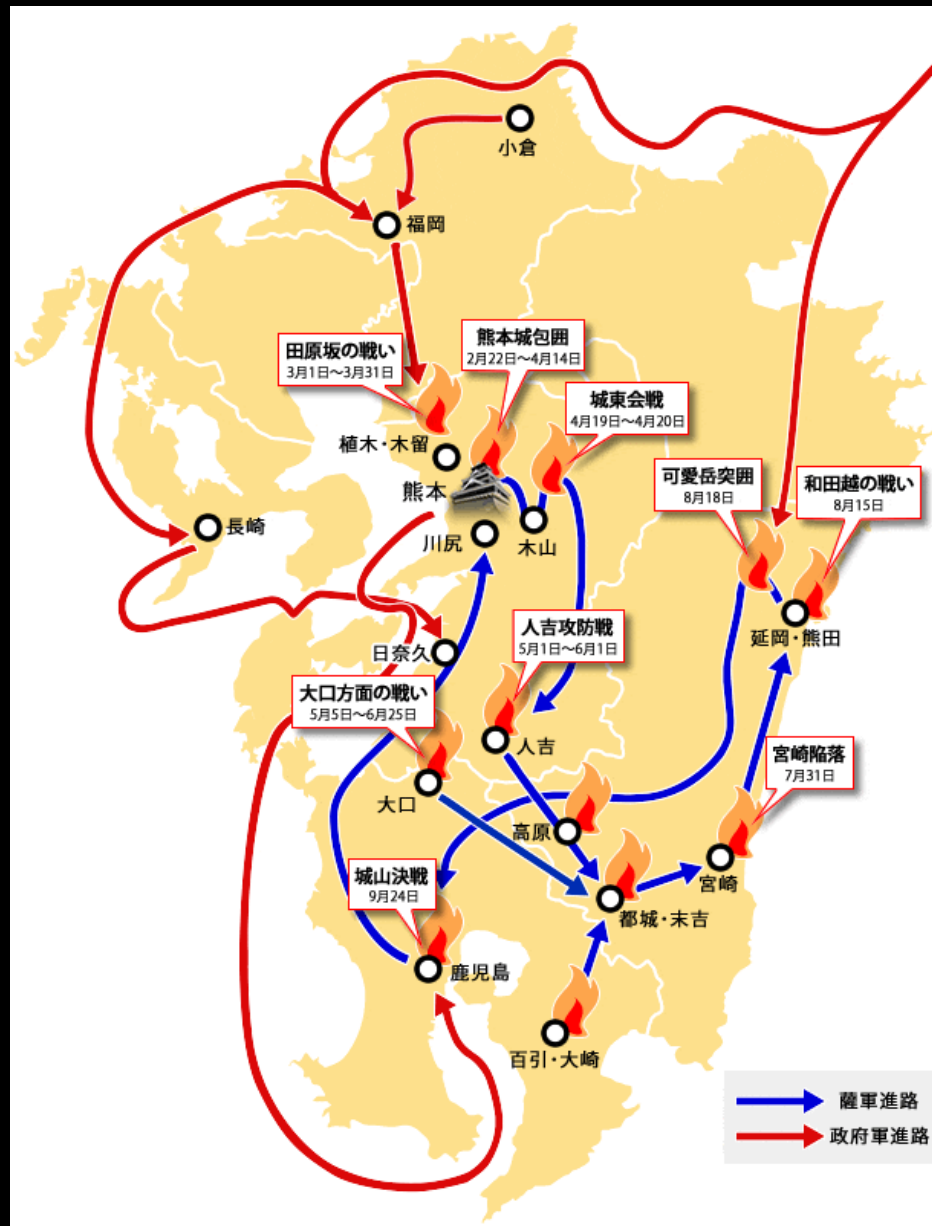 小倉
福岡
田原坂の戦い
3月1日～3月31日
熊本城包囲
2月22日～4月14日
城東会戦
4月19日～4月20日
植木・木留
熊本
可愛岳突囲
8月18日
和田越の戦い
8月15日
長崎
川尻
木山
延岡・熊田
日奈久
人吉攻防戦
5月1日～6月1日
大口方面の戦い
5月5日～6月25日
人吉
宮崎陥落
7月31日
大口
高原
宮崎
城山決戦
9月24日
都城・末吉
鹿児島
百引・大崎
薩軍進路
政府軍進路